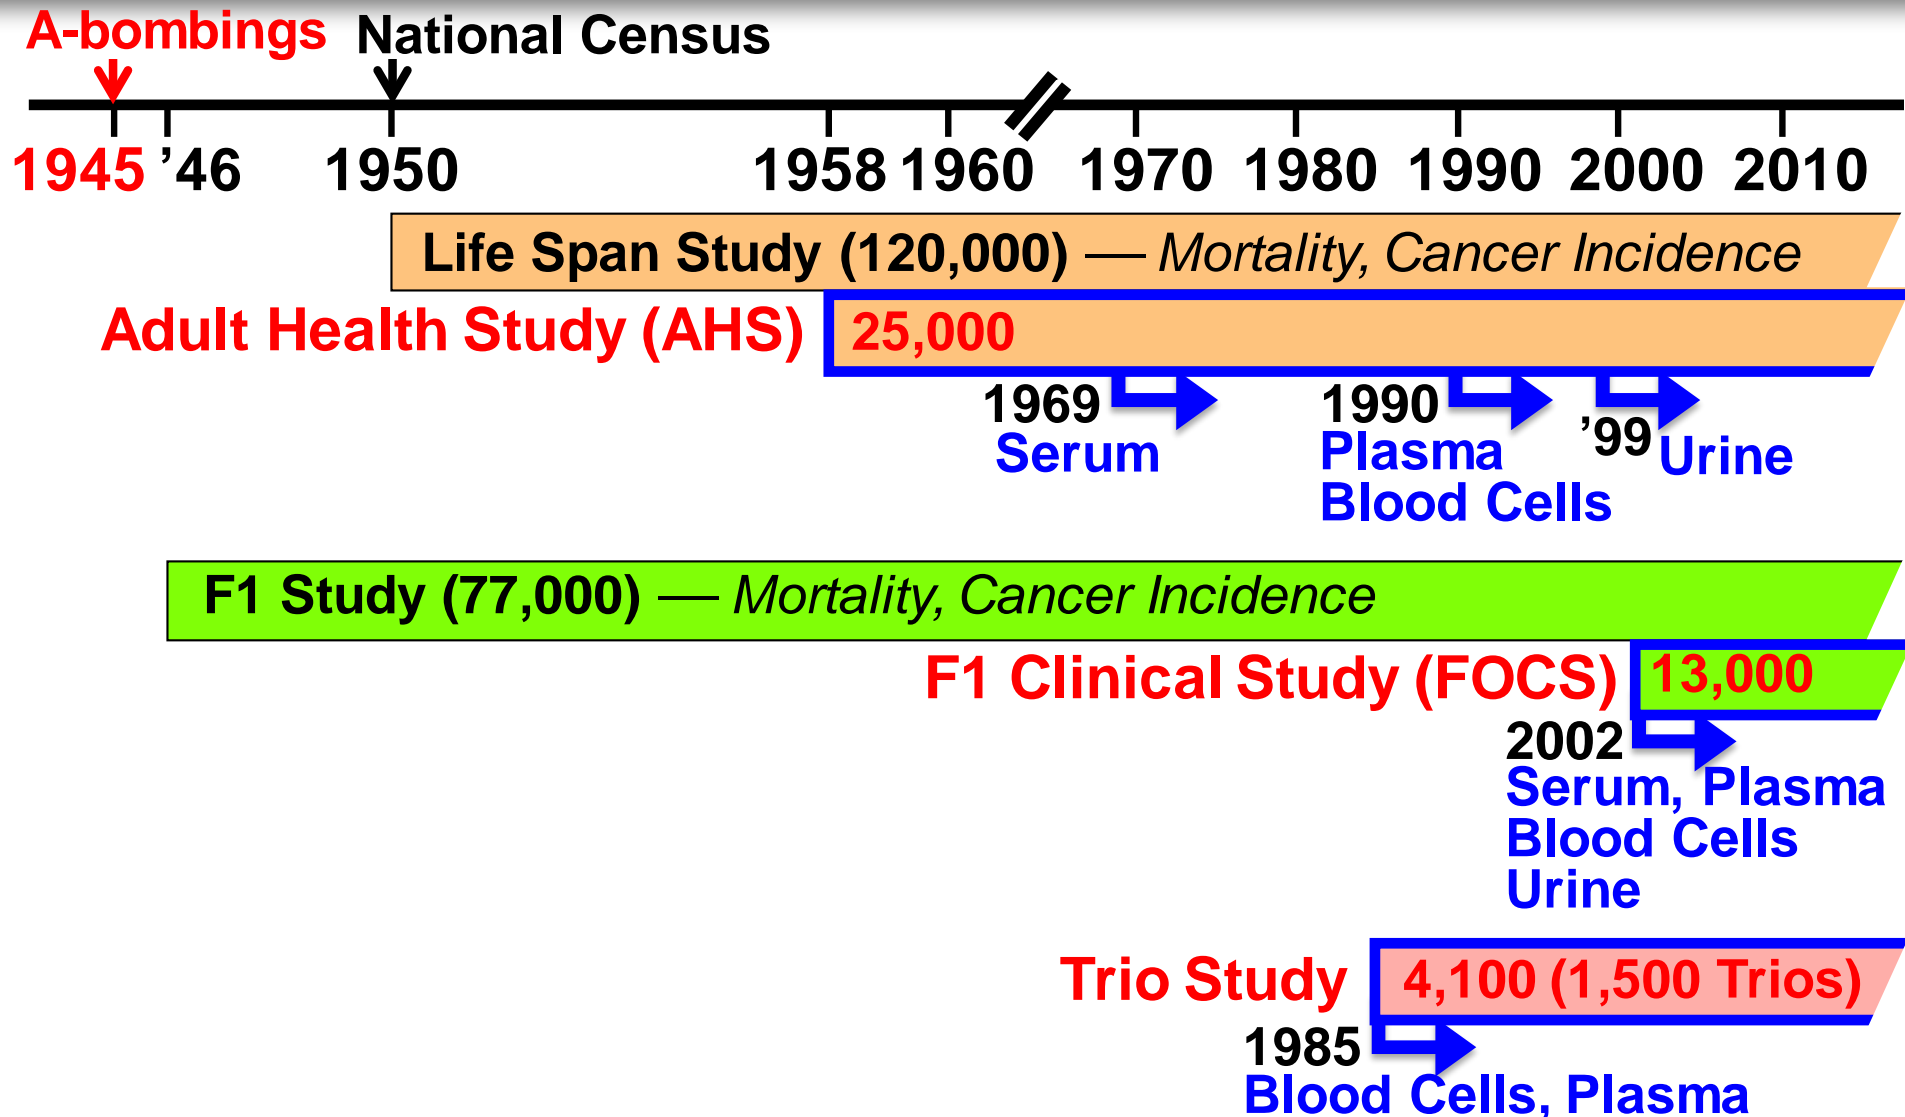 A-bombings National Census
1945 ’46 1950 1958 1960 1970 1980 1990 2000 2010
Life Span Study (120,000) — Mortality, Cancer Incidence
Adult Health Study (AHS) 25,000
1969 1990 ’99
Serum Plasma Urine
Blood Cells
F1 Study (77,000) — Mortality, Cancer Incidence
F1 Clinical Study (FOCS) 13,000
2002
Serum, Plasma
Blood Cells
Urine
Trio Study 4,100 (1,500 Trios)
1985
Blood Cells, Plasma